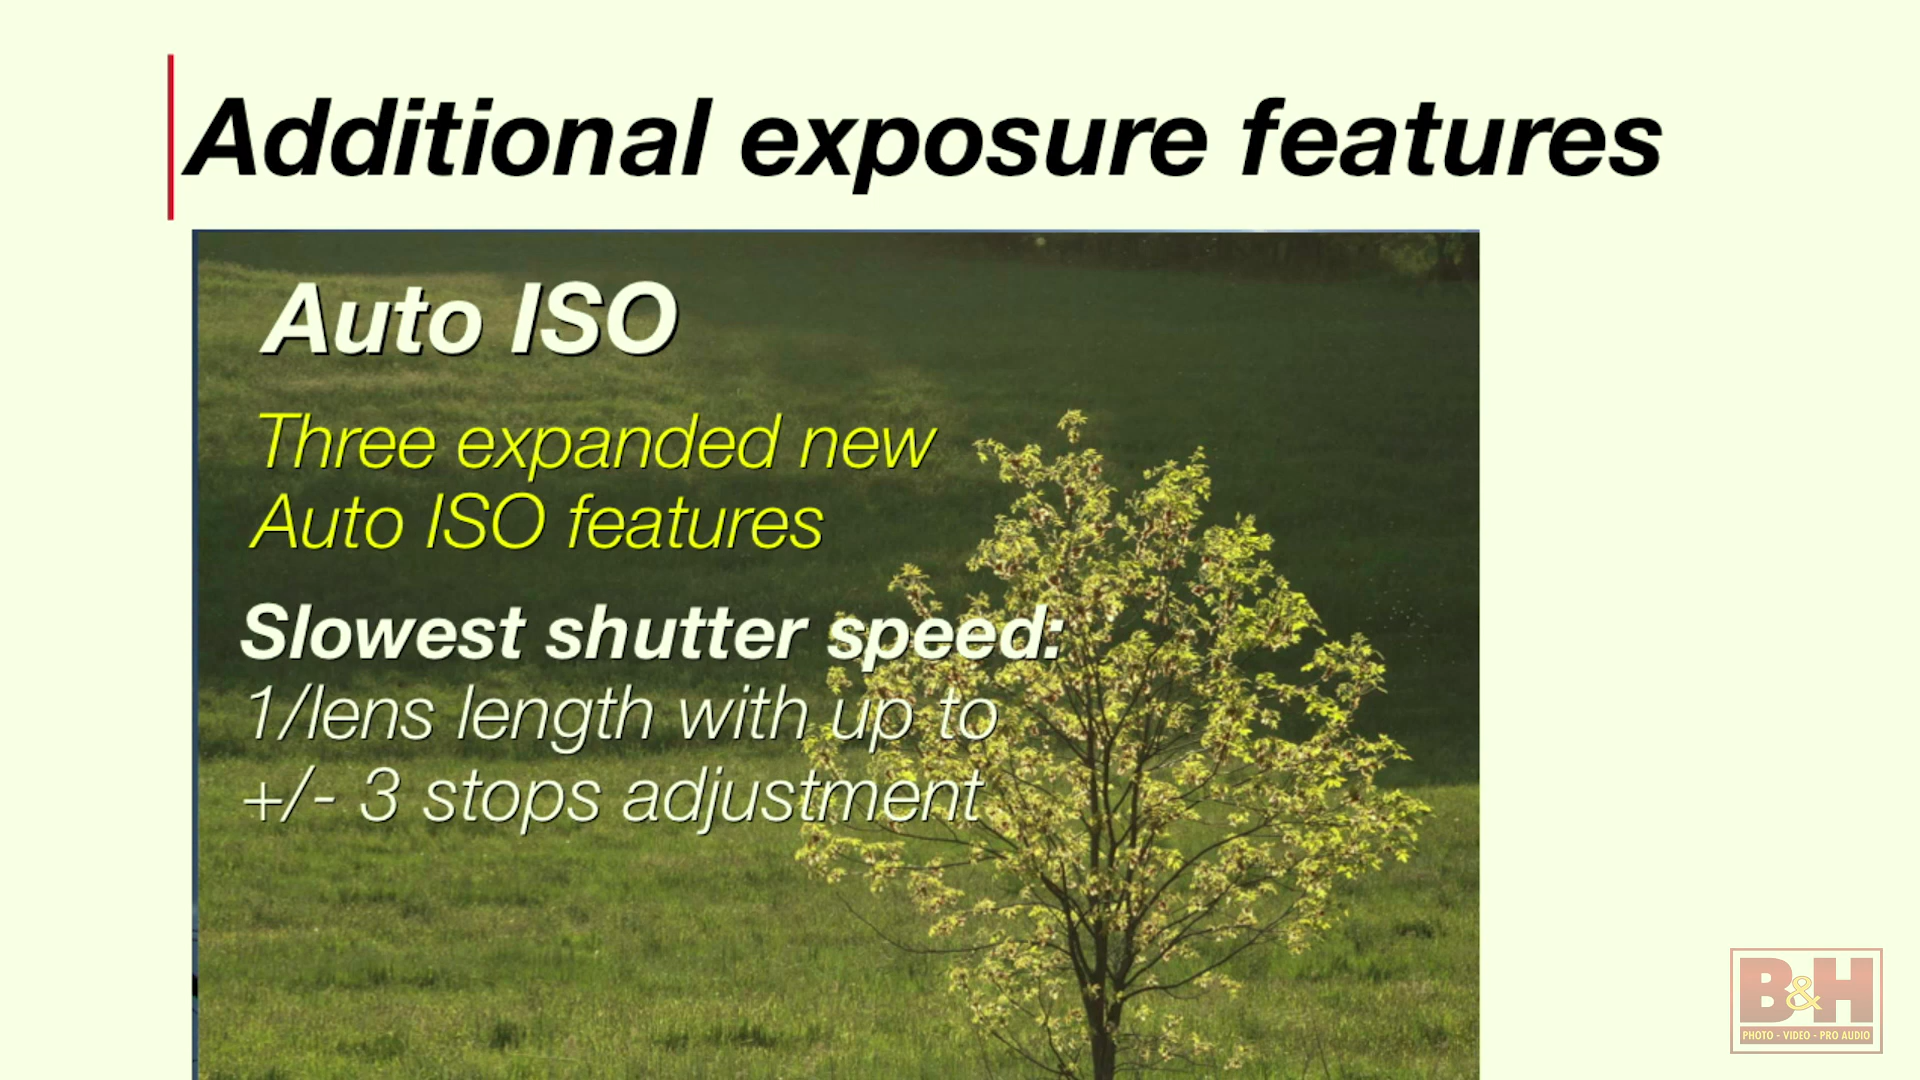 Additional exposure features
Auto ISO
Three expanded new
Auto ISO features
Slowest shutter speed:
1/lens length with up to
+/- 3 stops adjustment
B&H
PHOTO - VIDEO - PRO AUDIO